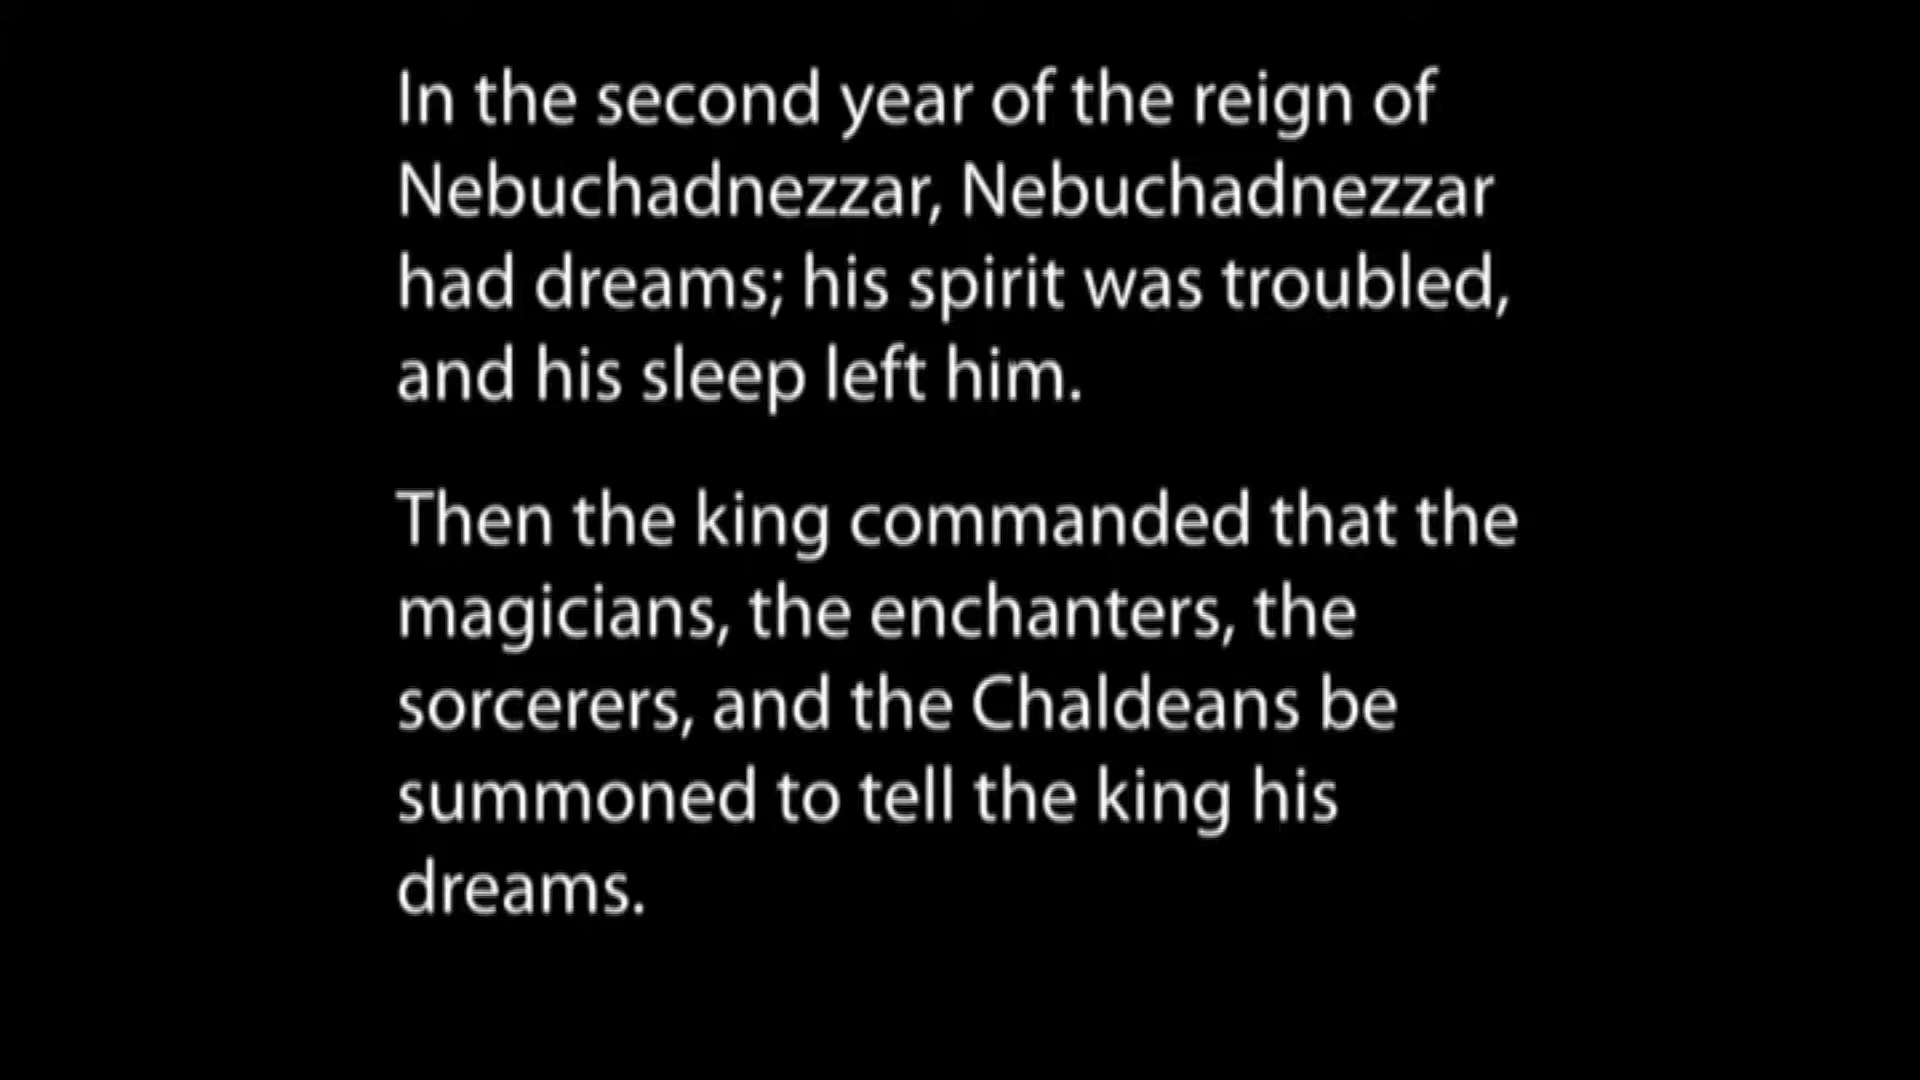 In the second year of the reign of
Nebuchadnezzar, Nebuchadnezzar
had dreams; his spirit was troubled,
and his sleep left him.
Then the king commanded that the
magicians, the enchanters, the
sorcerers, and the Chaldeans be
summoned to tell the king his
dreams.